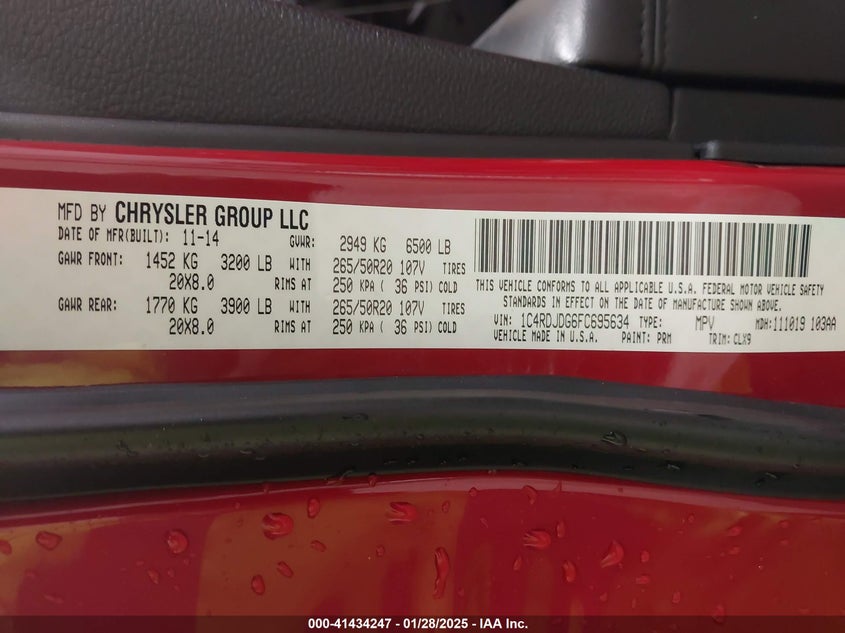 MFD BY CHRYSLER GROUP LLC
DATE OF MFR(BUILT): 11-14 GVWR: 2949 KG 6500 LB
GAWR FRONT: 1452 KG 3200 LB WITH 265/50R20 107V TIRES
20X8.0 RIMS AT 250 KPA ( 36 PSI) COLD
GAWR REAR: 1770 KG 3900 LB WITH 265/50R20 107V TIRES
20X8.0 RIMS AT 250 KPA ( 36 PSI) COLD
THIS VEHICLE CONFORMS TO ALL APPLICABLE U.S.A. FEDERAL MOTOR VEHICLE SAFETY
STANDARDS IN EFFECT ON THE DATE OF MANUFACTURE SHOWN ABOVE.
VIN: 1C4RDJDG6FC695634 TYPE: MPV MDH: 111019 103AA
VEHICLE MADE IN U.S.A. PAINT: PRM TRIM: CLX9
000-41434247 - 01/28/2025 - IAA Inc.